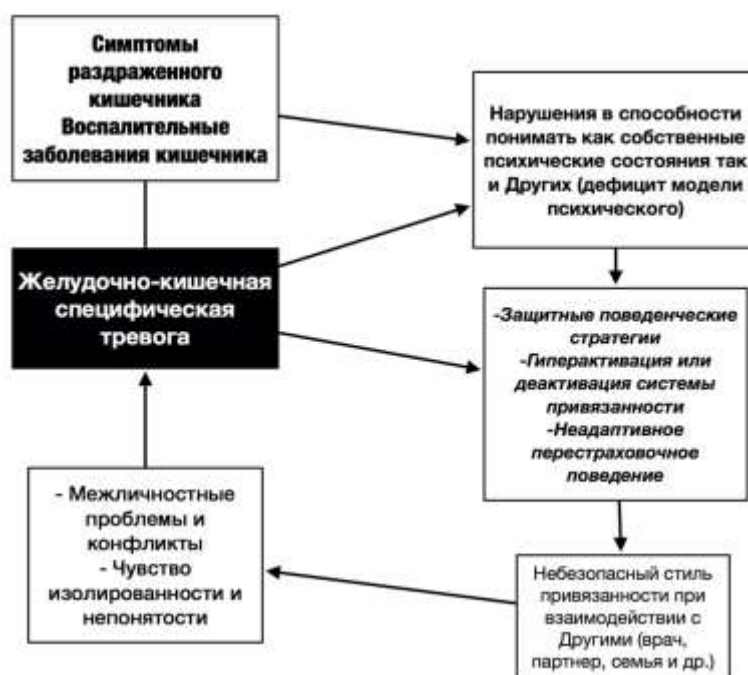 Симптомы
раздраженного
кишечника
Воспалительные
заболевания кишечника
Нарушения в способности
понимать как собственные
психические состояния так
и Других (дефицит модели
психического)
Желудочно-кишечная
специфическая
тревога
-Защитные поведенческие
стратегии
-Гиперактивация или
деактивация системы
привязанности
-Неадаптивное
перестраховочное
поведение
- Межличностные
проблемы и
конфликты
- Чувство
изолированности и
непонятости
Небезопасный стиль
привязанности при
взаимодействии с
Другими (врач,
партнер, семья и др.)